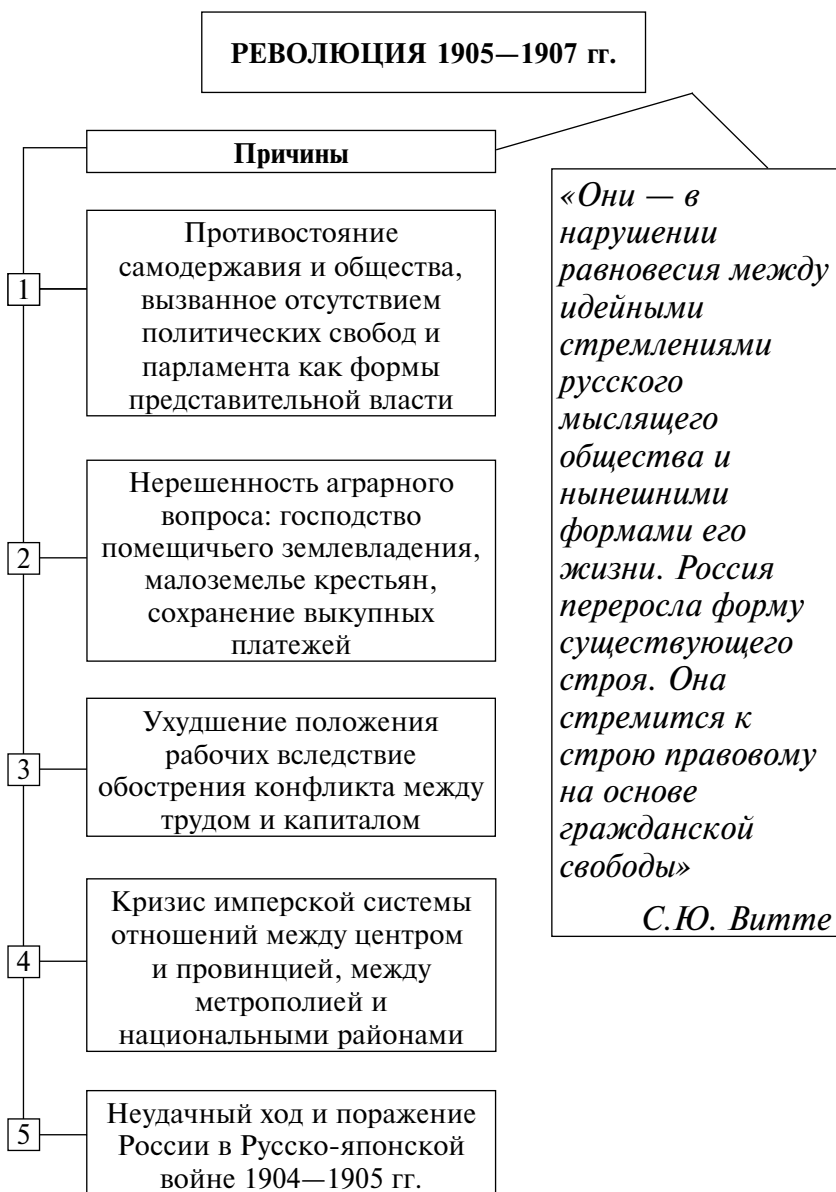 РЕВОЛЮЦИЯ 1905—1907 гг.
Причины
1
Противостояние
самодержавия и общества,
вызванное отсутствием
политических свобод и
парламента как формы
представительной власти
2
Нерешенность аграрного
вопроса: господство
помещичьего землевладения,
малоземелье крестьян,
сохранение выкупных
платежей
3
Ухудшение положения
рабочих вследствие
обострения конфликта между
трудом и капиталом
4
Кризис имперской системы
отношений между центром
и провинцией, между
метрополией и
национальными районами
5
Неудачный ход и поражение
России в Русско-японской
войне 1904—1905 гг.
«Они — в
нарушении
равновесия между
идейными
стремлениями
русского
мыслящего
общества и
нынешними
формами его
жизни. Россия
переросла форму
существующего
строя. Она
стремится к
строю правовому
на основе
гражданской
свободы»
С.Ю. Витте